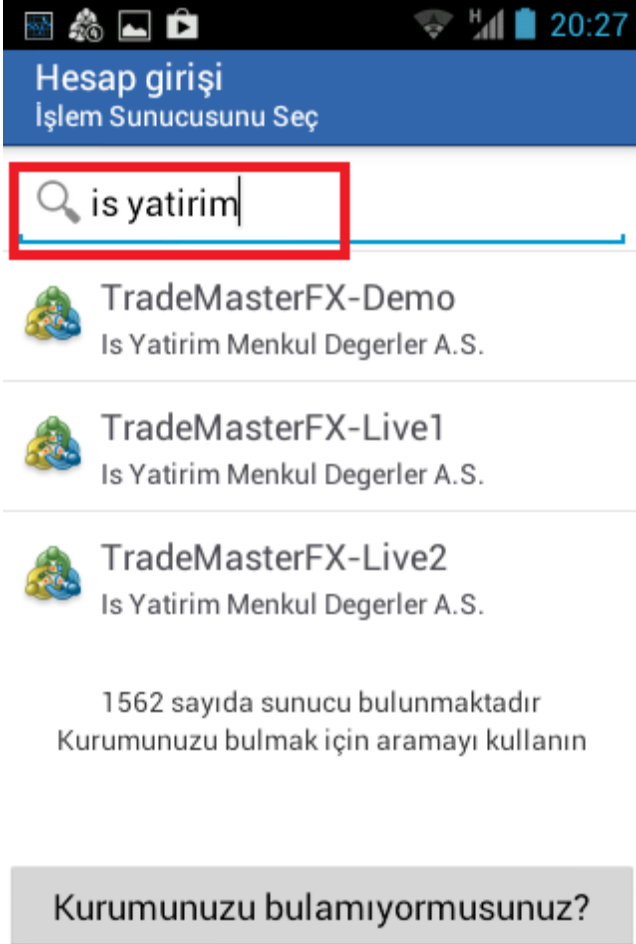 H 20:27
Hesap girişi
İşlem Sunucusunu Seç
is yatirim
TradeMasterFX-Demo
Is Yatirim Menkul Degerler A.S.
TradeMasterFX-Live1
Is Yatirim Menkul Degerler A.S.
TradeMasterFX-Live2
Is Yatirim Menkul Degerler A.S.
1562 sayıda sunucu bulunmaktadır
Kurumunuzu bulmak için aramayı kullanın
Kurumunuzu bulamıyormusunuz?